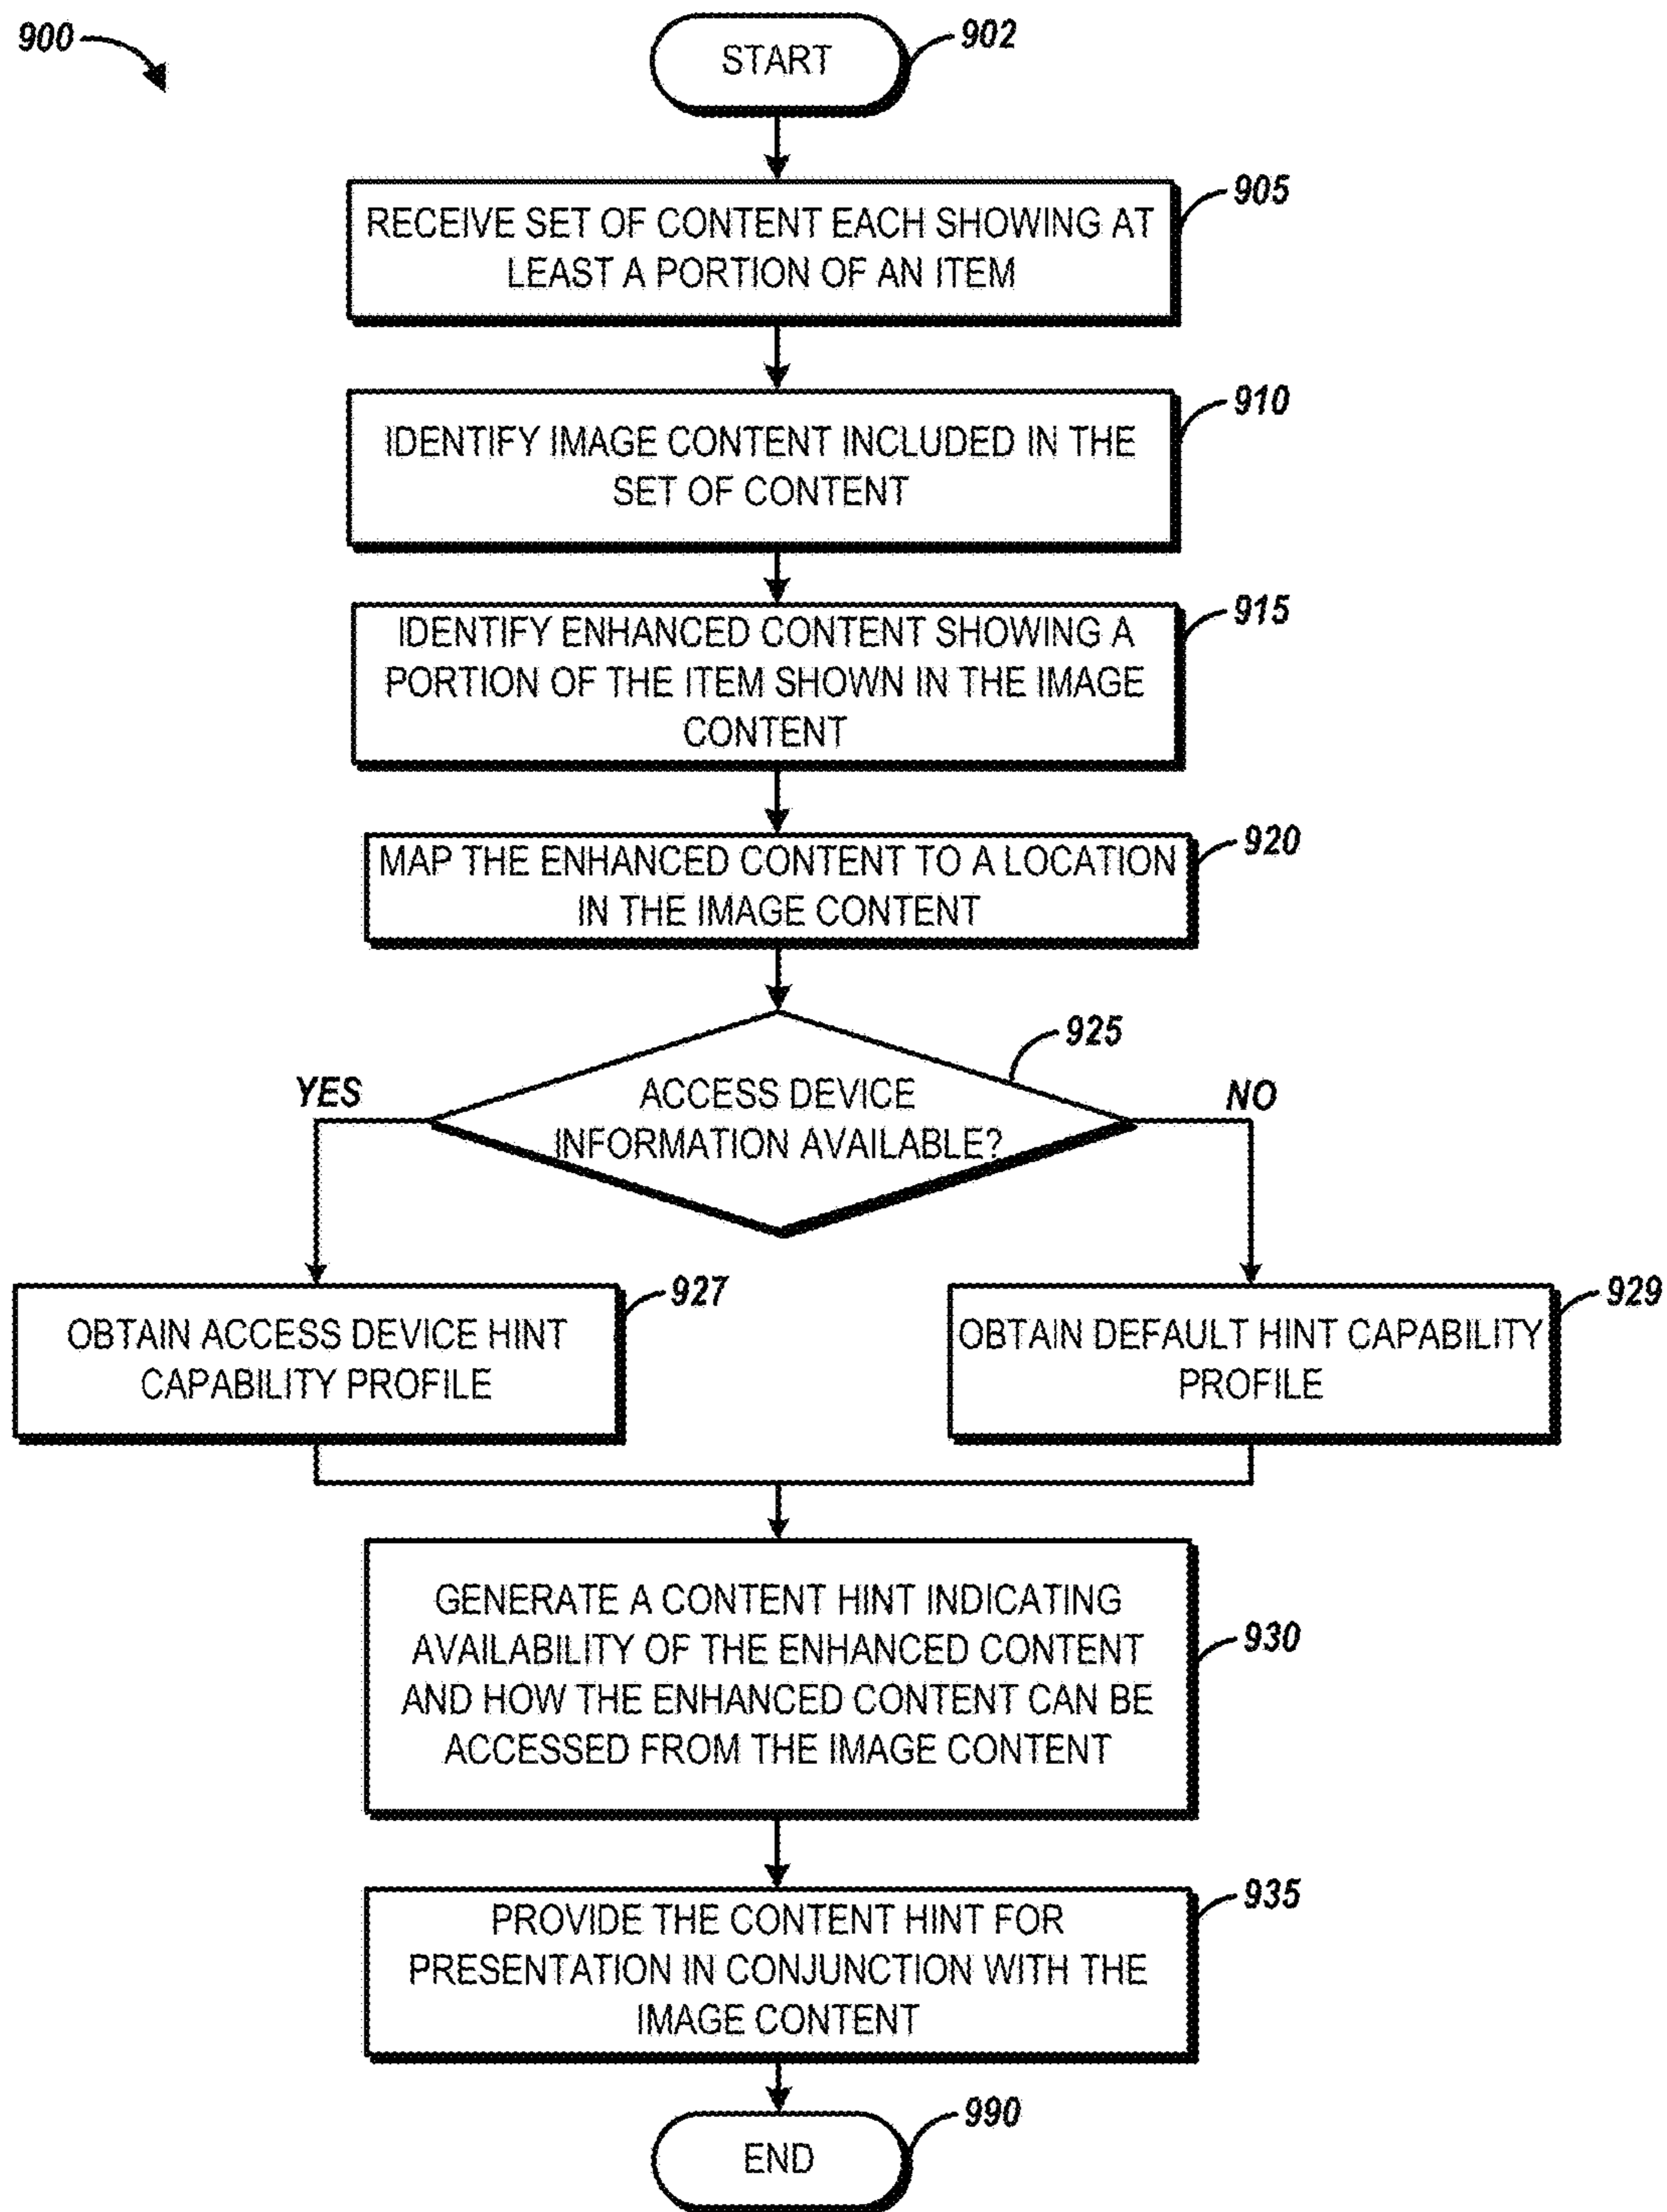 900
START
902
RECEIVE SET OF CONTENT EACH SHOWING AT
LEAST A PORTION OF AN ITEM
905
IDENTIFY IMAGE CONTENT INCLUDED IN THE
SET OF CONTENT
910
IDENTIFY ENHANCED CONTENT SHOWING A
PORTION OF THE ITEM SHOWN IN THE IMAGE
CONTENT
915
MAP THE ENHANCED CONTENT TO A LOCATION
IN THE IMAGE CONTENT
920
ACCESS DEVICE
INFORMATION AVAILABLE?
925
YES
NO
OBTAIN ACCESS DEVICE HINT
CAPABILITY PROFILE
927
OBTAIN DEFAULT HINT CAPABILITY
PROFILE
929
GENERATE A CONTENT HINT INDICATING
AVAILABILITY OF THE ENHANCED CONTENT
AND HOW THE ENHANCED CONTENT CAN BE
ACCESSED FROM THE IMAGE CONTENT
930
PROVIDE THE CONTENT HINT FOR
PRESENTATION IN CONJUNCTION WITH THE
IMAGE CONTENT
935
END
990